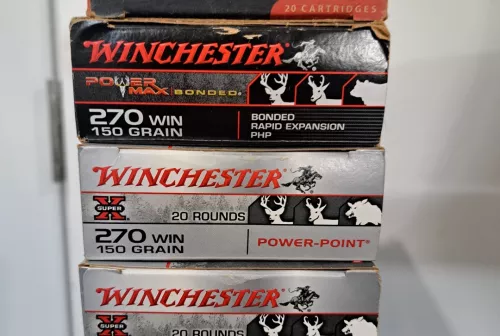 20 CARTRIDGES
WINCHESTER
POWER MAX BONDED®
270 WIN
150 GRAIN
BONDED
RAPID EXPANSION
PHP
WINCHESTER
SUPER X
20 ROUNDS
270 WIN
150 GRAIN
POWER-POINT®
WINCHESTER
SUPER X
20 ROUNDS